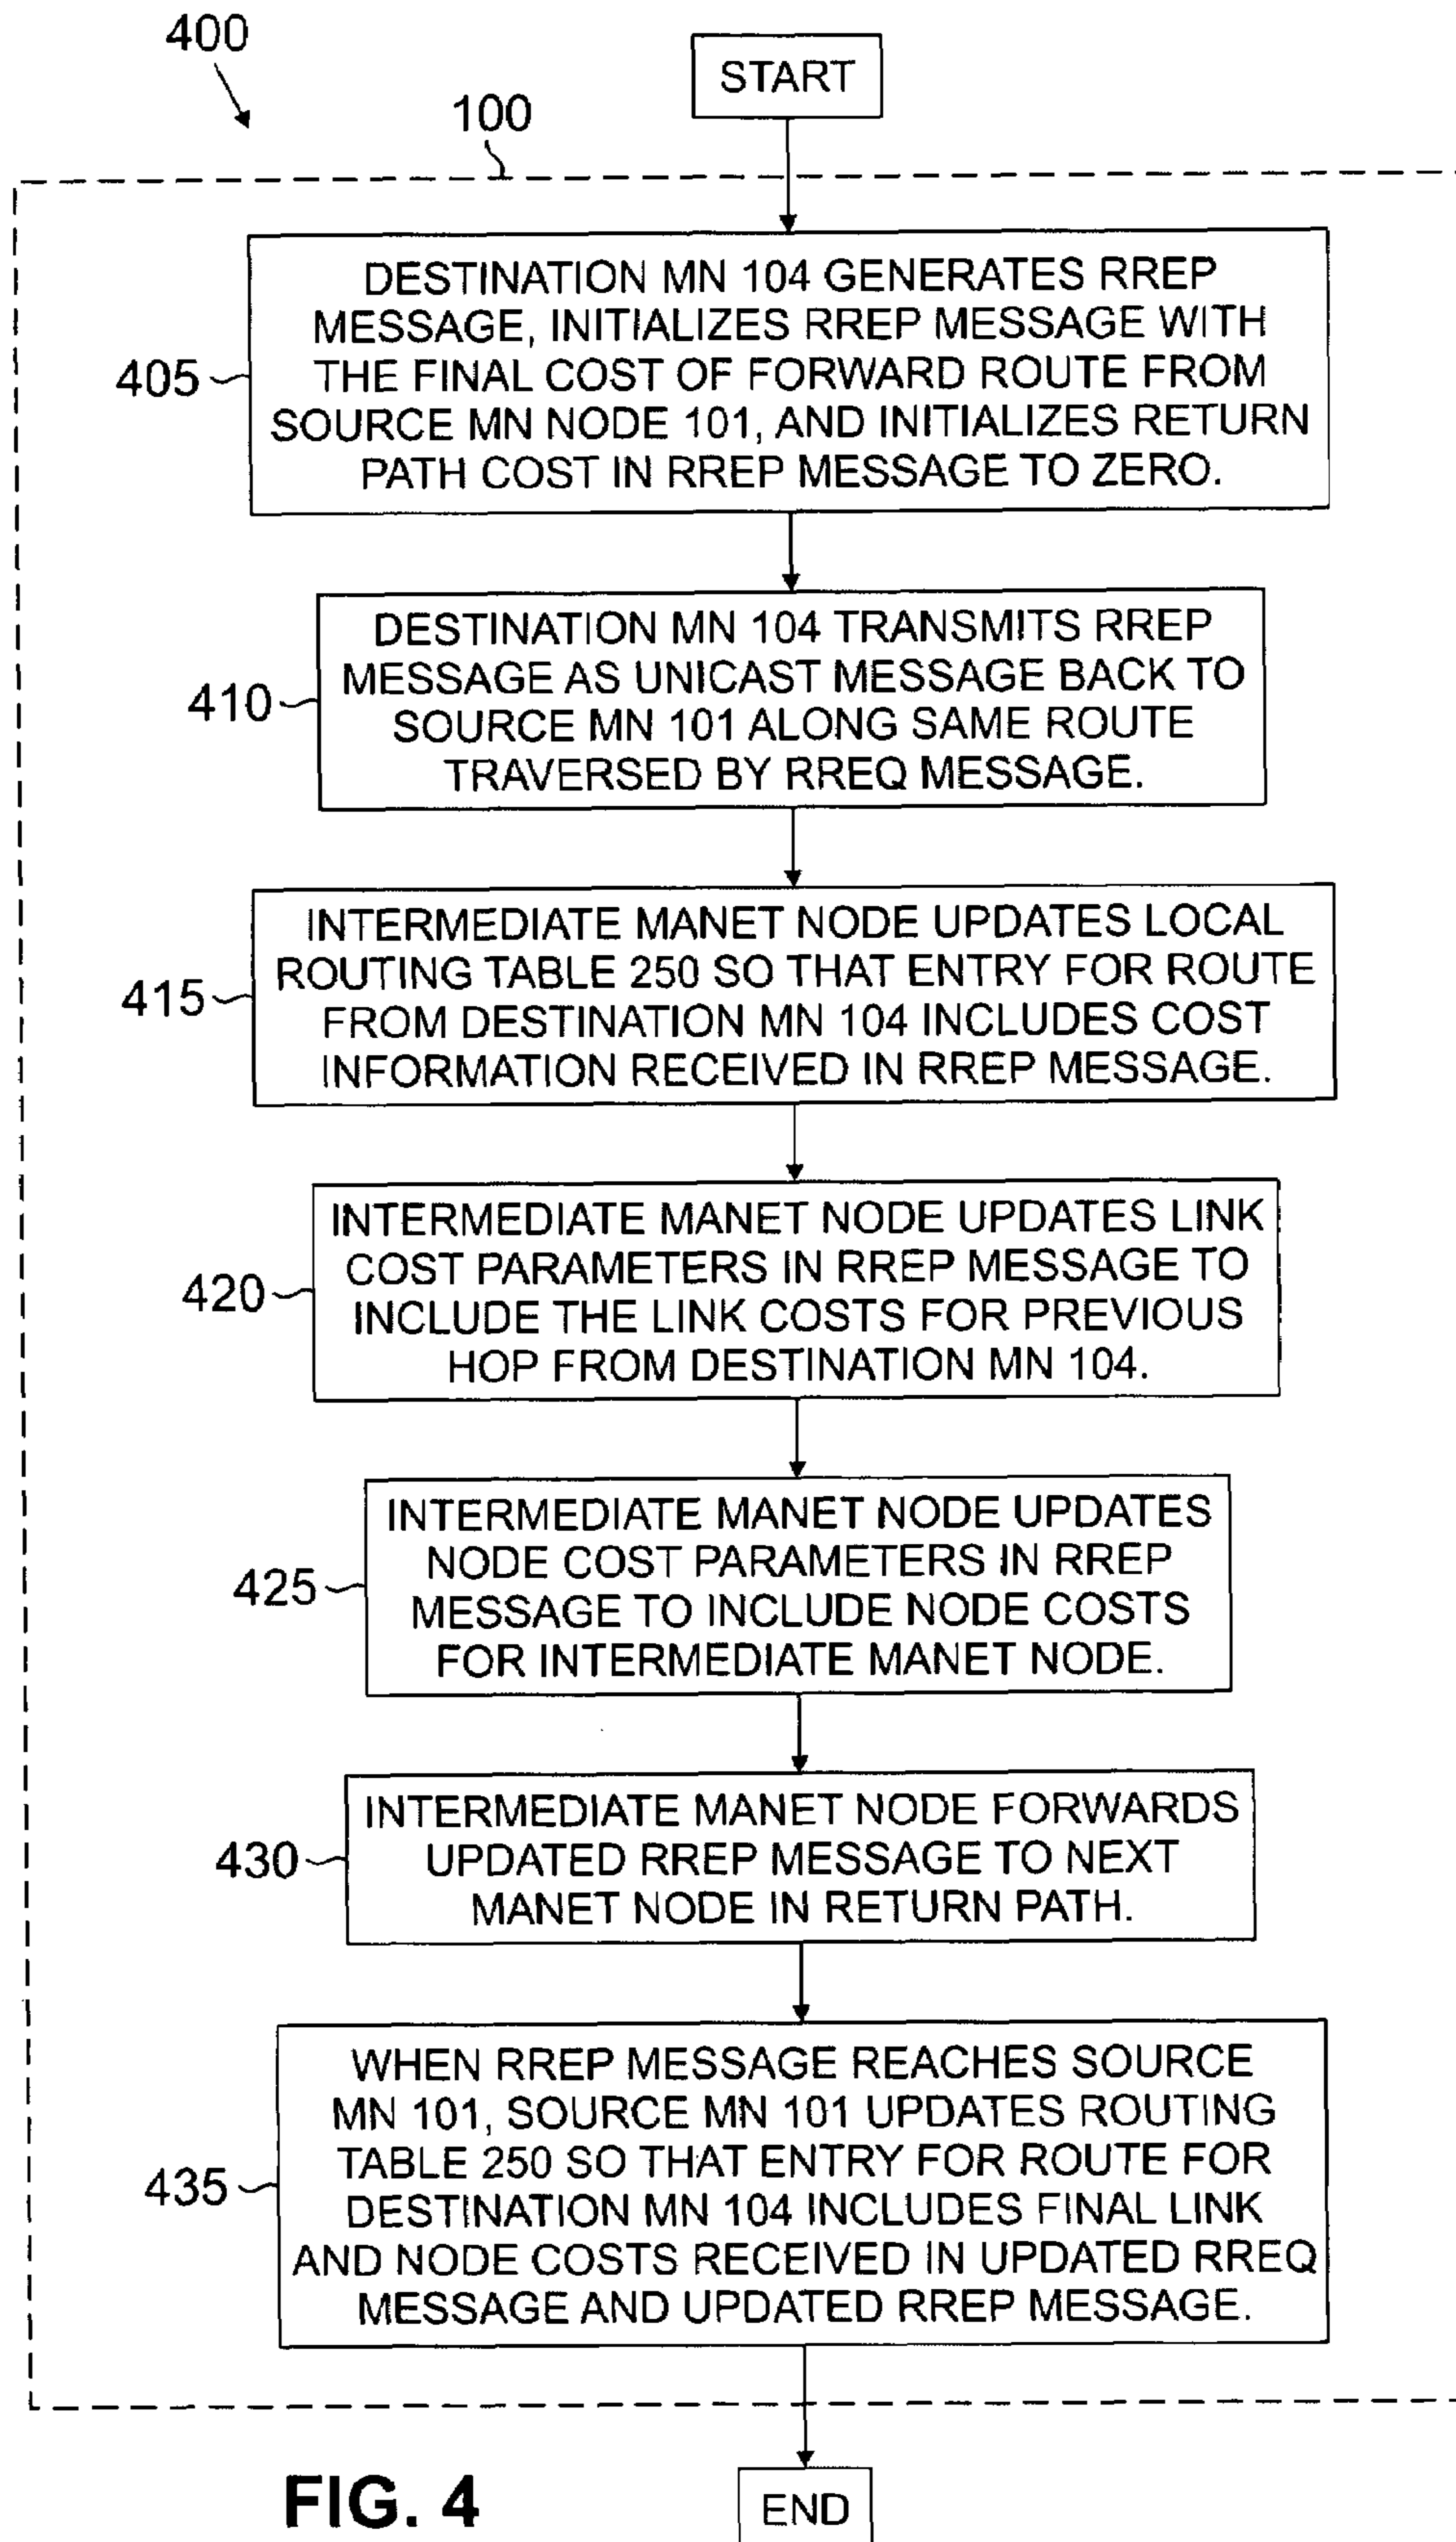 400
START
100
DESTINATION MN 104 GENERATES RREP
MESSAGE, INITIALIZES RREP MESSAGE WITH
THE FINAL COST OF FORWARD ROUTE FROM
SOURCE MN NODE 101, AND INITIALIZES RETURN
PATH COST IN RREP MESSAGE TO ZERO.
405
DESTINATION MN 104 TRANSMITS RREP
MESSAGE AS UNICAST MESSAGE BACK TO
SOURCE MN 101 ALONG SAME ROUTE
TRAVERSED BY RREQ MESSAGE.
410
INTERMEDIATE MANET NODE UPDATES LOCAL
ROUTING TABLE 250 SO THAT ENTRY FOR ROUTE
FROM DESTINATION MN 104 INCLUDES COST
INFORMATION RECEIVED IN RREP MESSAGE.
415
INTERMEDIATE MANET NODE UPDATES LINK
COST PARAMETERS IN RREP MESSAGE TO
INCLUDE THE LINK COSTS FOR PREVIOUS
HOP FROM DESTINATION MN 104.
420
INTERMEDIATE MANET NODE UPDATES
NODE COST PARAMETERS IN RREP
MESSAGE TO INCLUDE NODE COSTS
FOR INTERMEDIATE MANET NODE.
425
INTERMEDIATE MANET NODE FORWARDS
UPDATED RREP MESSAGE TO NEXT
MANET NODE IN RETURN PATH.
430
WHEN RREP MESSAGE REACHES SOURCE
MN 101, SOURCE MN 101 UPDATES ROUTING
TABLE 250 SO THAT ENTRY FOR ROUTE FOR
DESTINATION MN 104 INCLUDES FINAL LINK
AND NODE COSTS RECEIVED IN UPDATED RREQ
MESSAGE AND UPDATED RREP MESSAGE.
435
FIG. 4
END